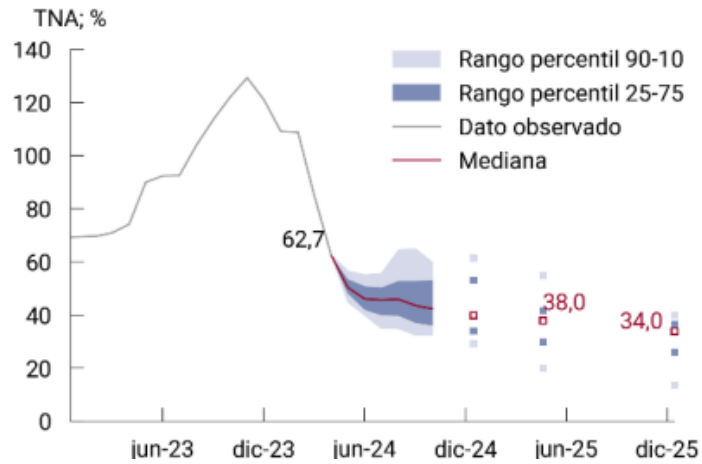 TNA; %
140
120
100
80
60
40
20
0
Rango percentil 90-10
Rango percentil 25-75
Dato observado
Mediana
62,7
38,0
34,0
jun-23 dic-23 jun-24 dic-24 jun-25 dic-25